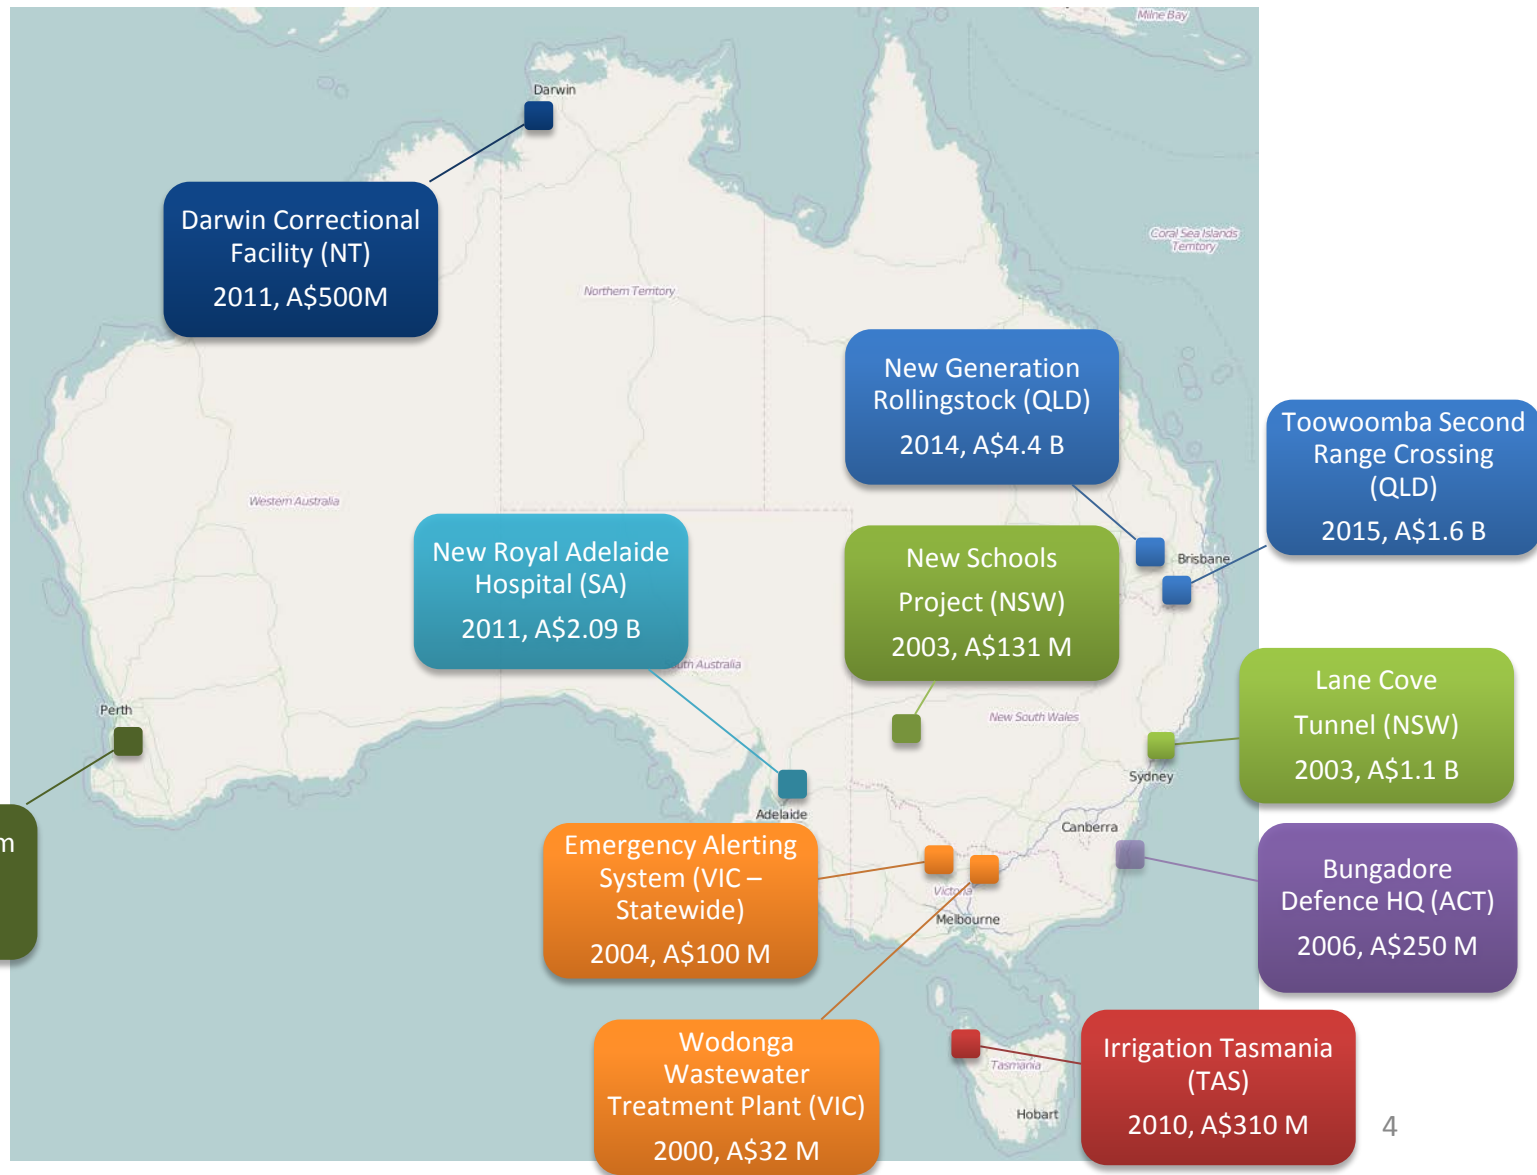 Milne Bay
Darwin
Darwin Correctional
Facility (NT)
2011, A$500M
Coral Sea Islands
Territory
Northern Territory
New Generation
Rollingstock (QLD)
2014, A$4.4 B
Toowoomba Second
Range Crossing
(QLD)
2015, A$1.6 B
Western Australia
New Royal Adelaide
Hospital (SA)
2011, A$2.09 B
New Schools
Project (NSW)
2003, A$131 M
Brisbane
uth Australia
Perth
New South Wales
Lane Cove
Tunnel (NSW)
2003, A$1.1 B
Sydney
Adelaide
Canberra
m
Emergency Alerting
System (VIC –
Statewide)
2004, A$100 M
Victoria
Melbourne
Bungadore
Defence HQ (ACT)
2006, A$250 M
Wodonga
Wastewater
Treatment Plant (VIC)
2000, A$32 M
Tasmania
Hobart
Irrigation Tasmania
(TAS)
2010, A$310 M
4